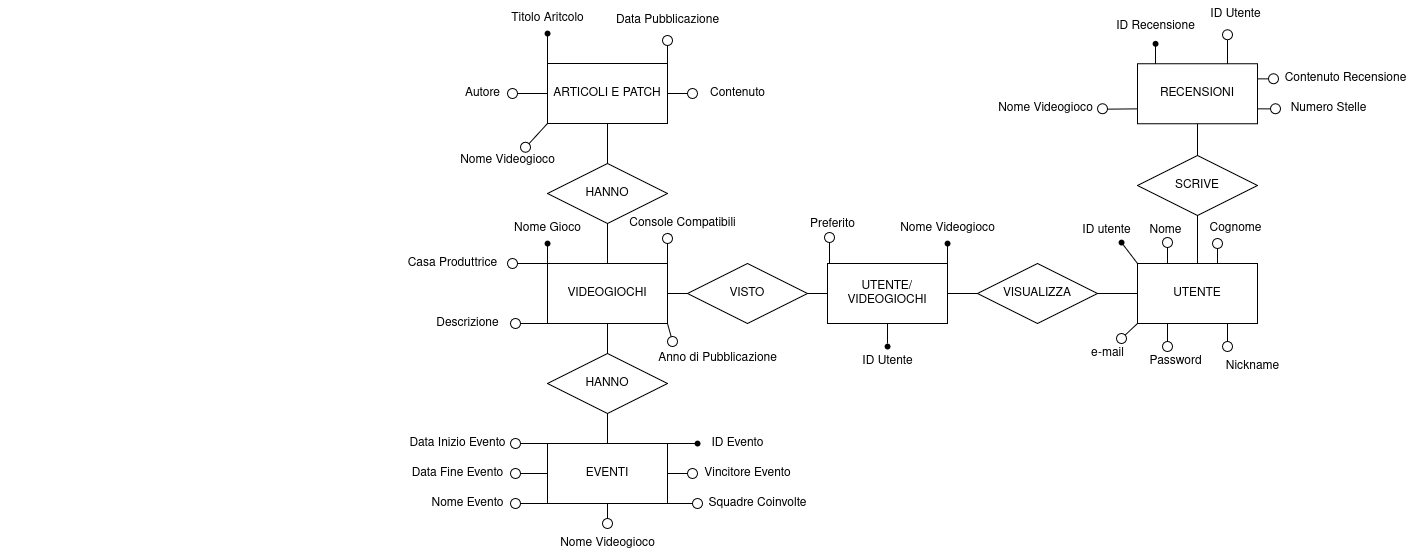 Titolo Aritcolo
Data Pubblicazione
ID Recensione
ID Utente
Autore
ARTICOLI E PATCH
Contenuto
Nome Videogioco
RECENSIONI
Contenuto Recensione
Nome Videogioco
Numero Stelle
HANNO
SCRIVE
Nome Gioco
Console Compatibili
Preferito
Nome Videogioco
ID utente
Nome
Cognome
Casa Produttrice
VIDEOGIOCHI
VISTO
UTENTE/
VIDEOGIOCHI
VISUALIZZA
UTENTE
Descrizione
Anno di Pubblicazione
ID Utente
e-mail
Password
Nickname
HANNO
Data Inizio Evento
ID Evento
Data Fine Evento
EVENTI
Vincitore Evento
Nome Evento
Squadre Coinvolte
Nome Videogioco